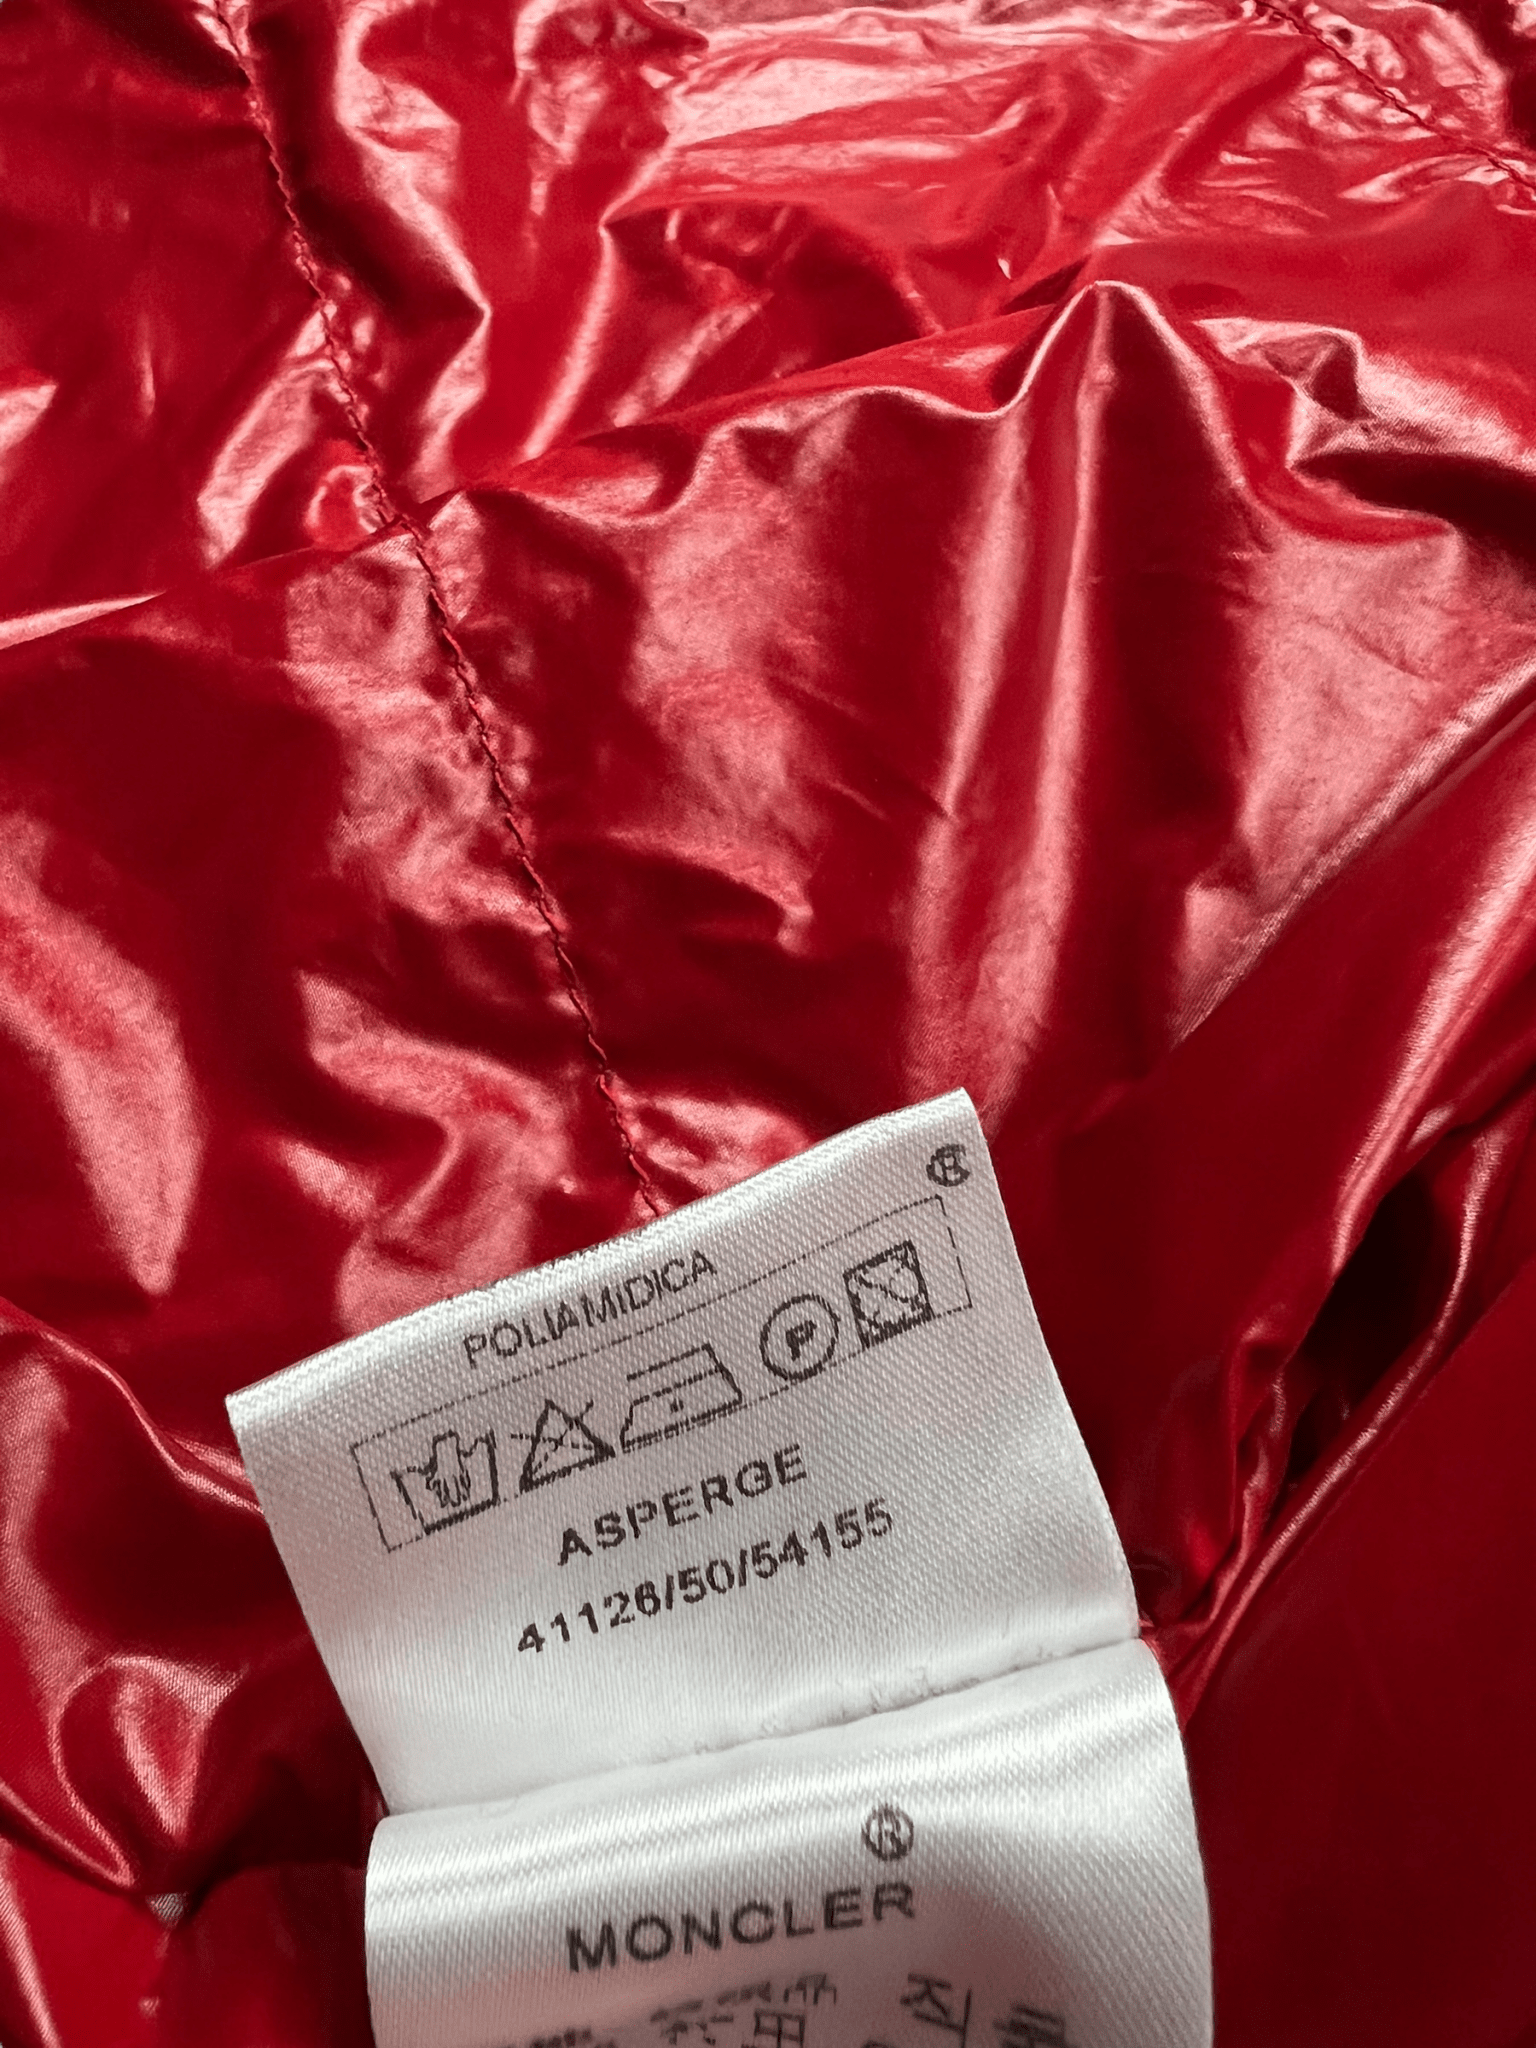 ®
POLIAMIDICA
P
ASPERGE
41126/50/54155
®
MONCLER